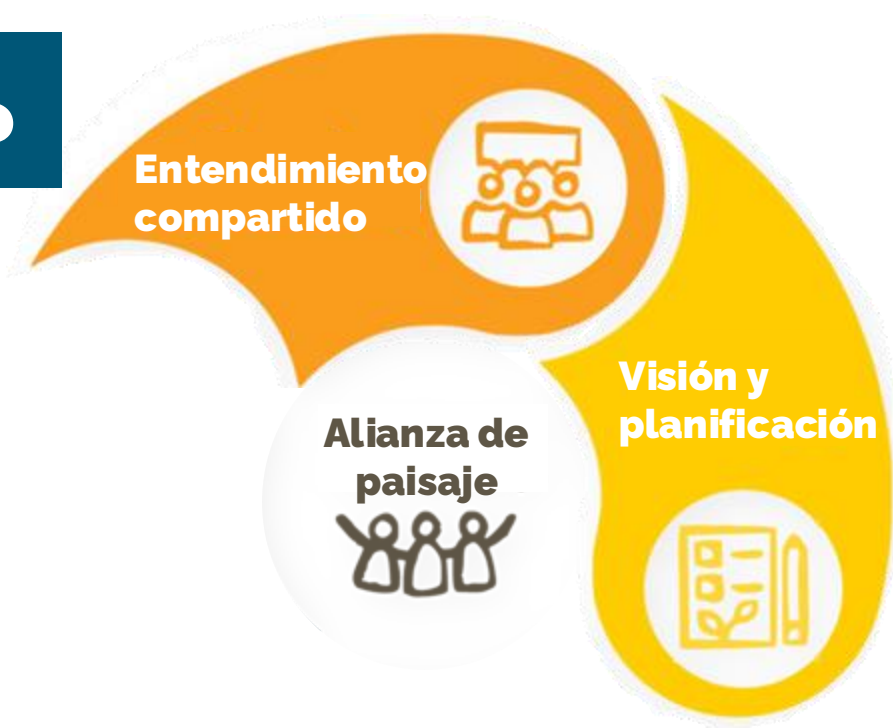 Entendimiento
compartido
Visión y
planificación
Alianza de
paisaje